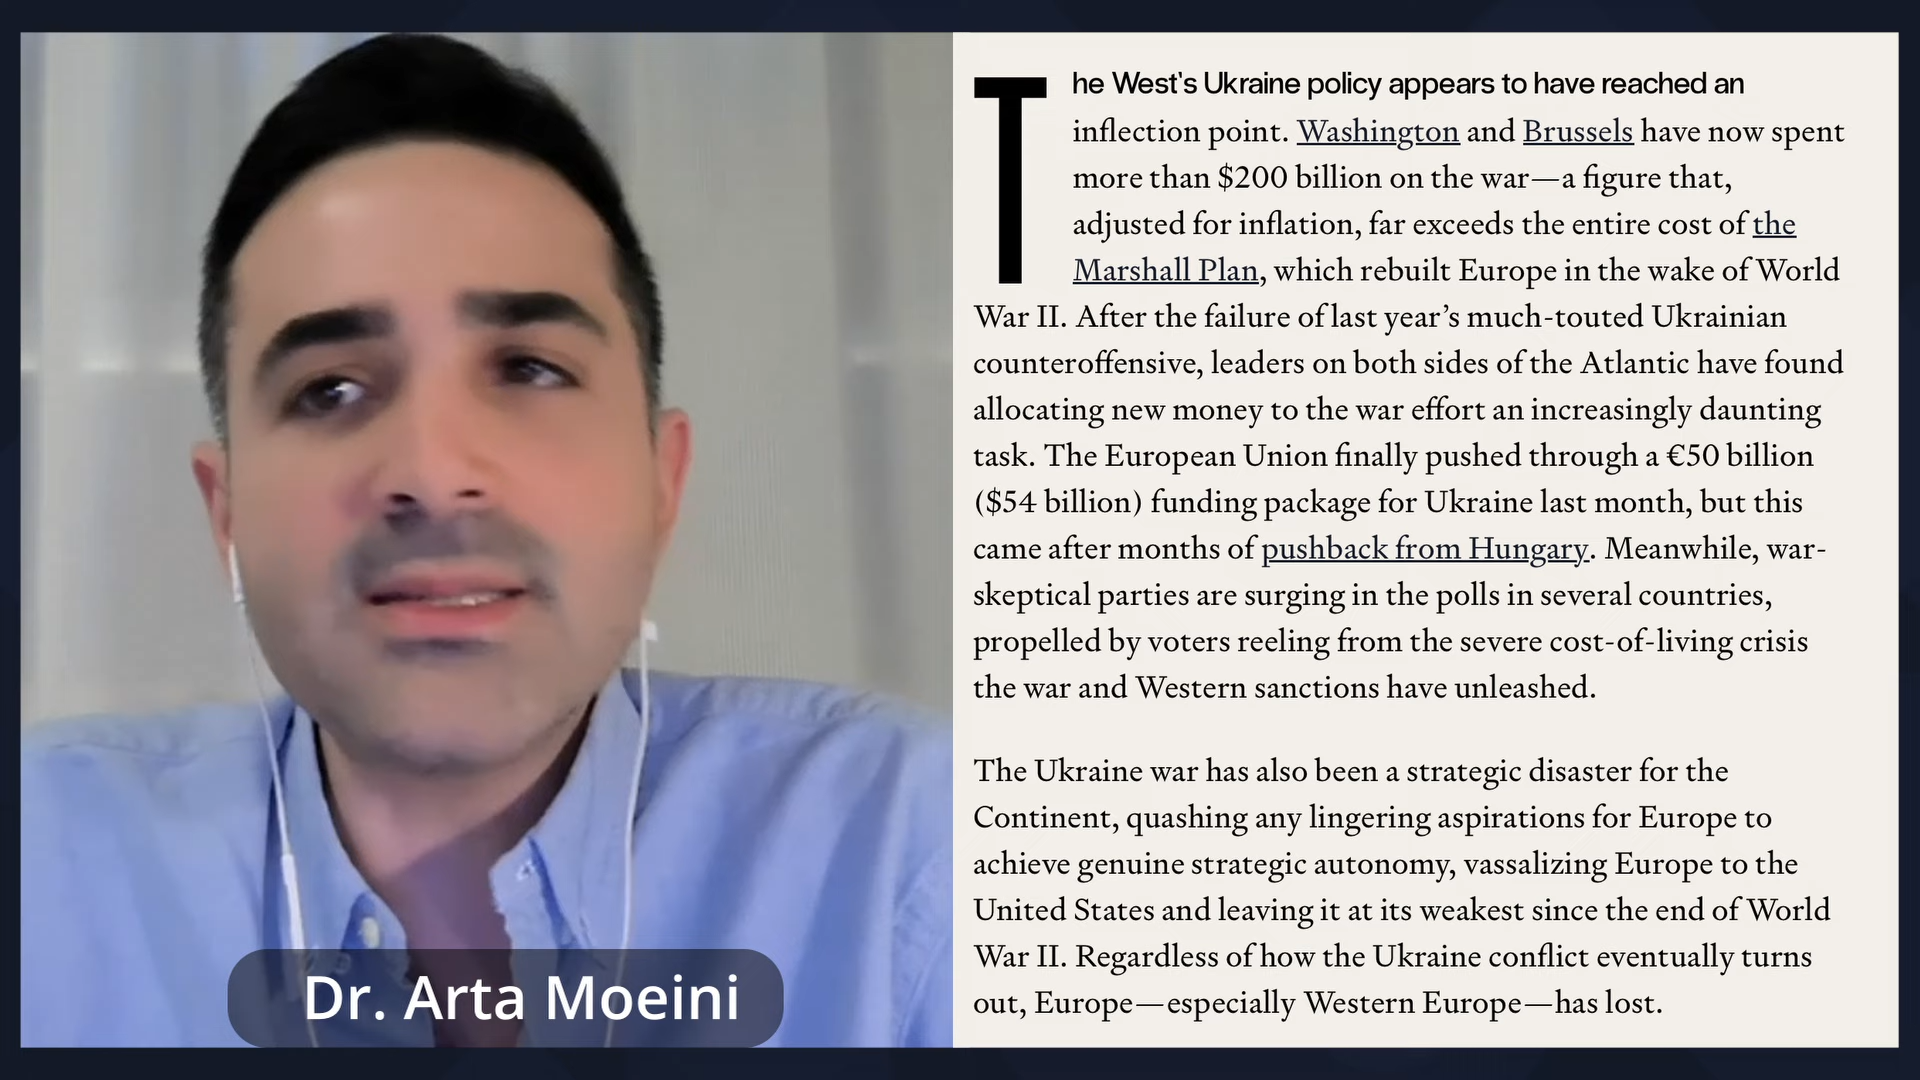 The West's Ukraine policy appears to have reached an
inflection point. Washington and Brussels have now spent
more than $200 billion on the war—a figure that,
adjusted for inflation, far exceeds the entire cost of the
Marshall Plan, which rebuilt Europe in the wake of World
War II. After the failure of last year’s much-touted Ukrainian
counteroffensive, leaders on both sides of the Atlantic have found
allocating new money to the war effort an increasingly daunting
task. The European Union finally pushed through a €50 billion
($54 billion) funding package for Ukraine last month, but this
came after months of pushback from Hungary. Meanwhile, war-
skeptical parties are surging in the polls in several countries,
propelled by voters reeling from the severe cost-of-living crisis
the war and Western sanctions have unleashed.
The Ukraine war has also been a strategic disaster for the
Continent, quashing any lingering aspirations for Europe to
achieve genuine strategic autonomy, vassalizing Europe to the
United States and leaving it at its weakest since the end of World
War II. Regardless of how the Ukraine conflict eventually turns
out, Europe—especially Western Europe—has lost.
Dr. Arta Moeini